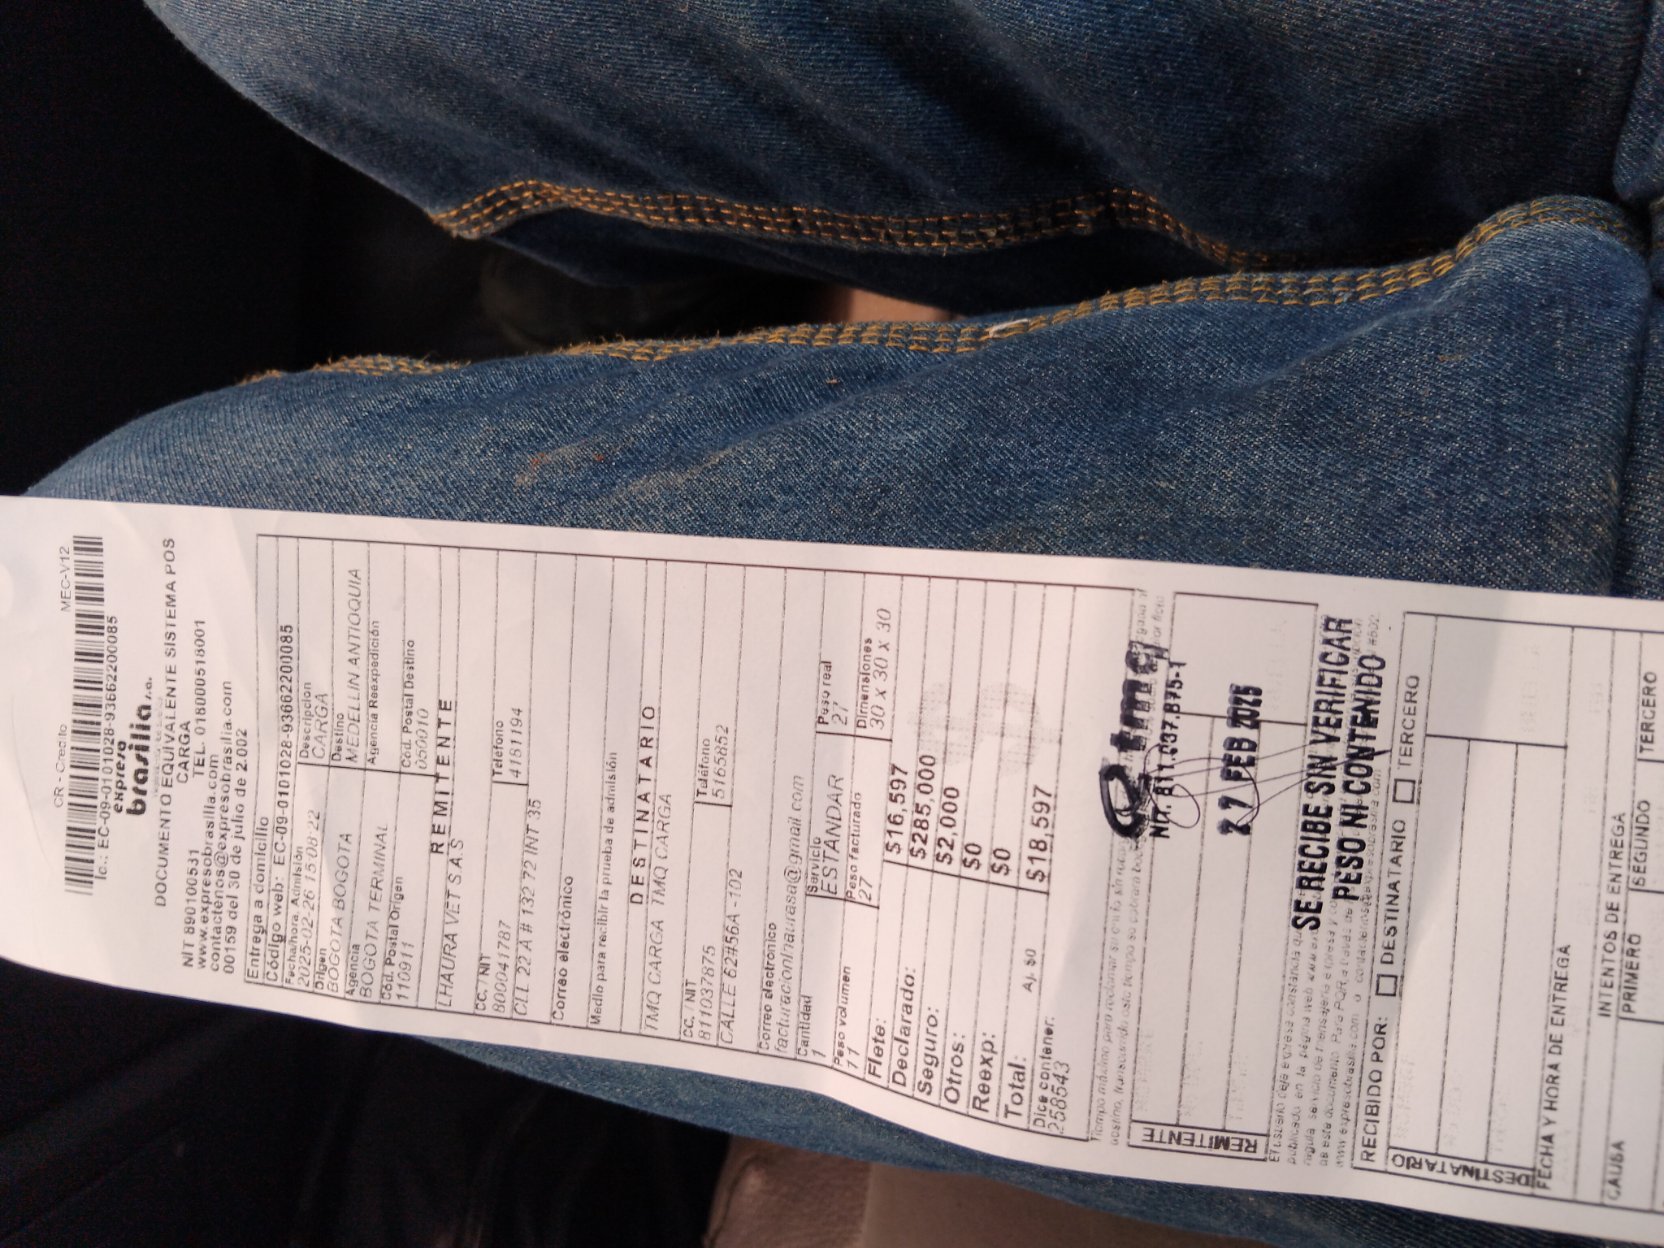 CR - Credito MEC-V12
Ic.: EC-09-0101028-93662200085
expreso
brasilia s.a.
DOCUMENTO EQUIVALENTE SISTEMA POS
CARGA
NIT 890100531 TEL. 018000518001
www.expresobrasilia.com
contactenos@expresobrasilia.com
00159 del 30 de julio de 2.002
Entrega a domicilio
Código web: EC-09-0101028-93662200085
Fecha/hora. Admisión Descripcion
2025-02-26 15:08:22 CARGA
Origen Destino
BOGOTA BOGOTA MEDELLIN ANTIOQUIA
Agencia Agencia Reexpedición
BOGOTA TERMINAL
Cód. Postal Origen Cód. Postal Destino
110911 050010
REMITENTE
LHAURA VET S A S
CC. / NIT Teléfono
800041787 4181194
CLL 22 A # 132 72 INT 35
Correo electrónico
Medio para recibir la prueba de admisión
DESTINATARIO
TMQ CARGA TMQ CARGA
CC. / NIT Teléfono
811037875 5165852
CALLE 62#56A -102
Correo electronico
facturacionlhaurasa@gmail.com
Cantidad Servicio Peso real
1 ESTANDAR 27
Peso volumen Peso facturado Dimensiones
11 27 30 x 30 x 30
Flete: $16,597
Declarado: $285,000
Seguro: $2,000
Otros: $0
Reexp: $0
Total: Aj. $0 $18,597
Dice contener:
258543
REMITENTE
Nit. 811.037.875-1
27 FEB 2025
SE RECIBE SIN VERIFICAR
PESO NI CONTENIDO
RECIBIDO POR: DESTINATARIO TERCERO
DESTINATARIO
FECHA Y HORA DE ENTREGA
INTENTOS DE ENTREGA
CAUSA PRIMERO SEGUNDO TERCERO